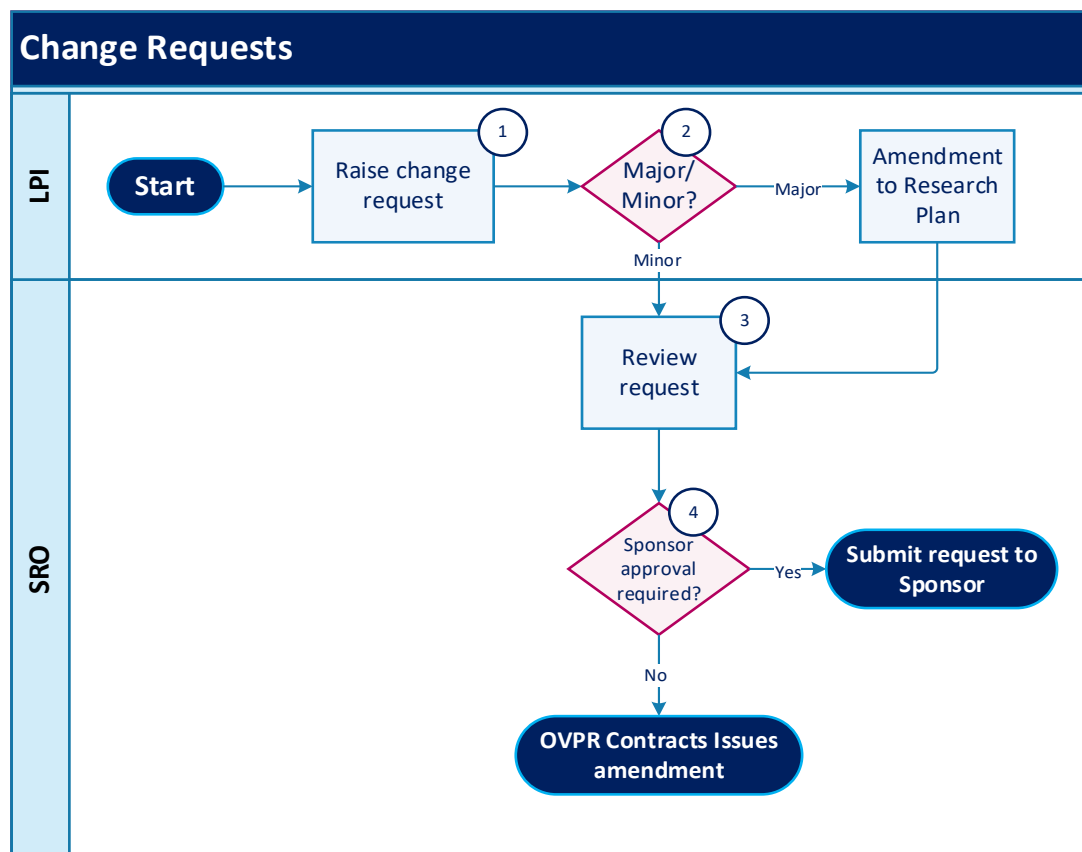 Change Requests
LPI
Start
1
Raise change
request
2
Major/
Minor?
Major
Amendment
to Research
Plan
Minor
SRO
3
Review
request
4
Sponsor
approval
required?
Yes
Submit request to
Sponsor
No
OVPR Contracts Issues
amendment